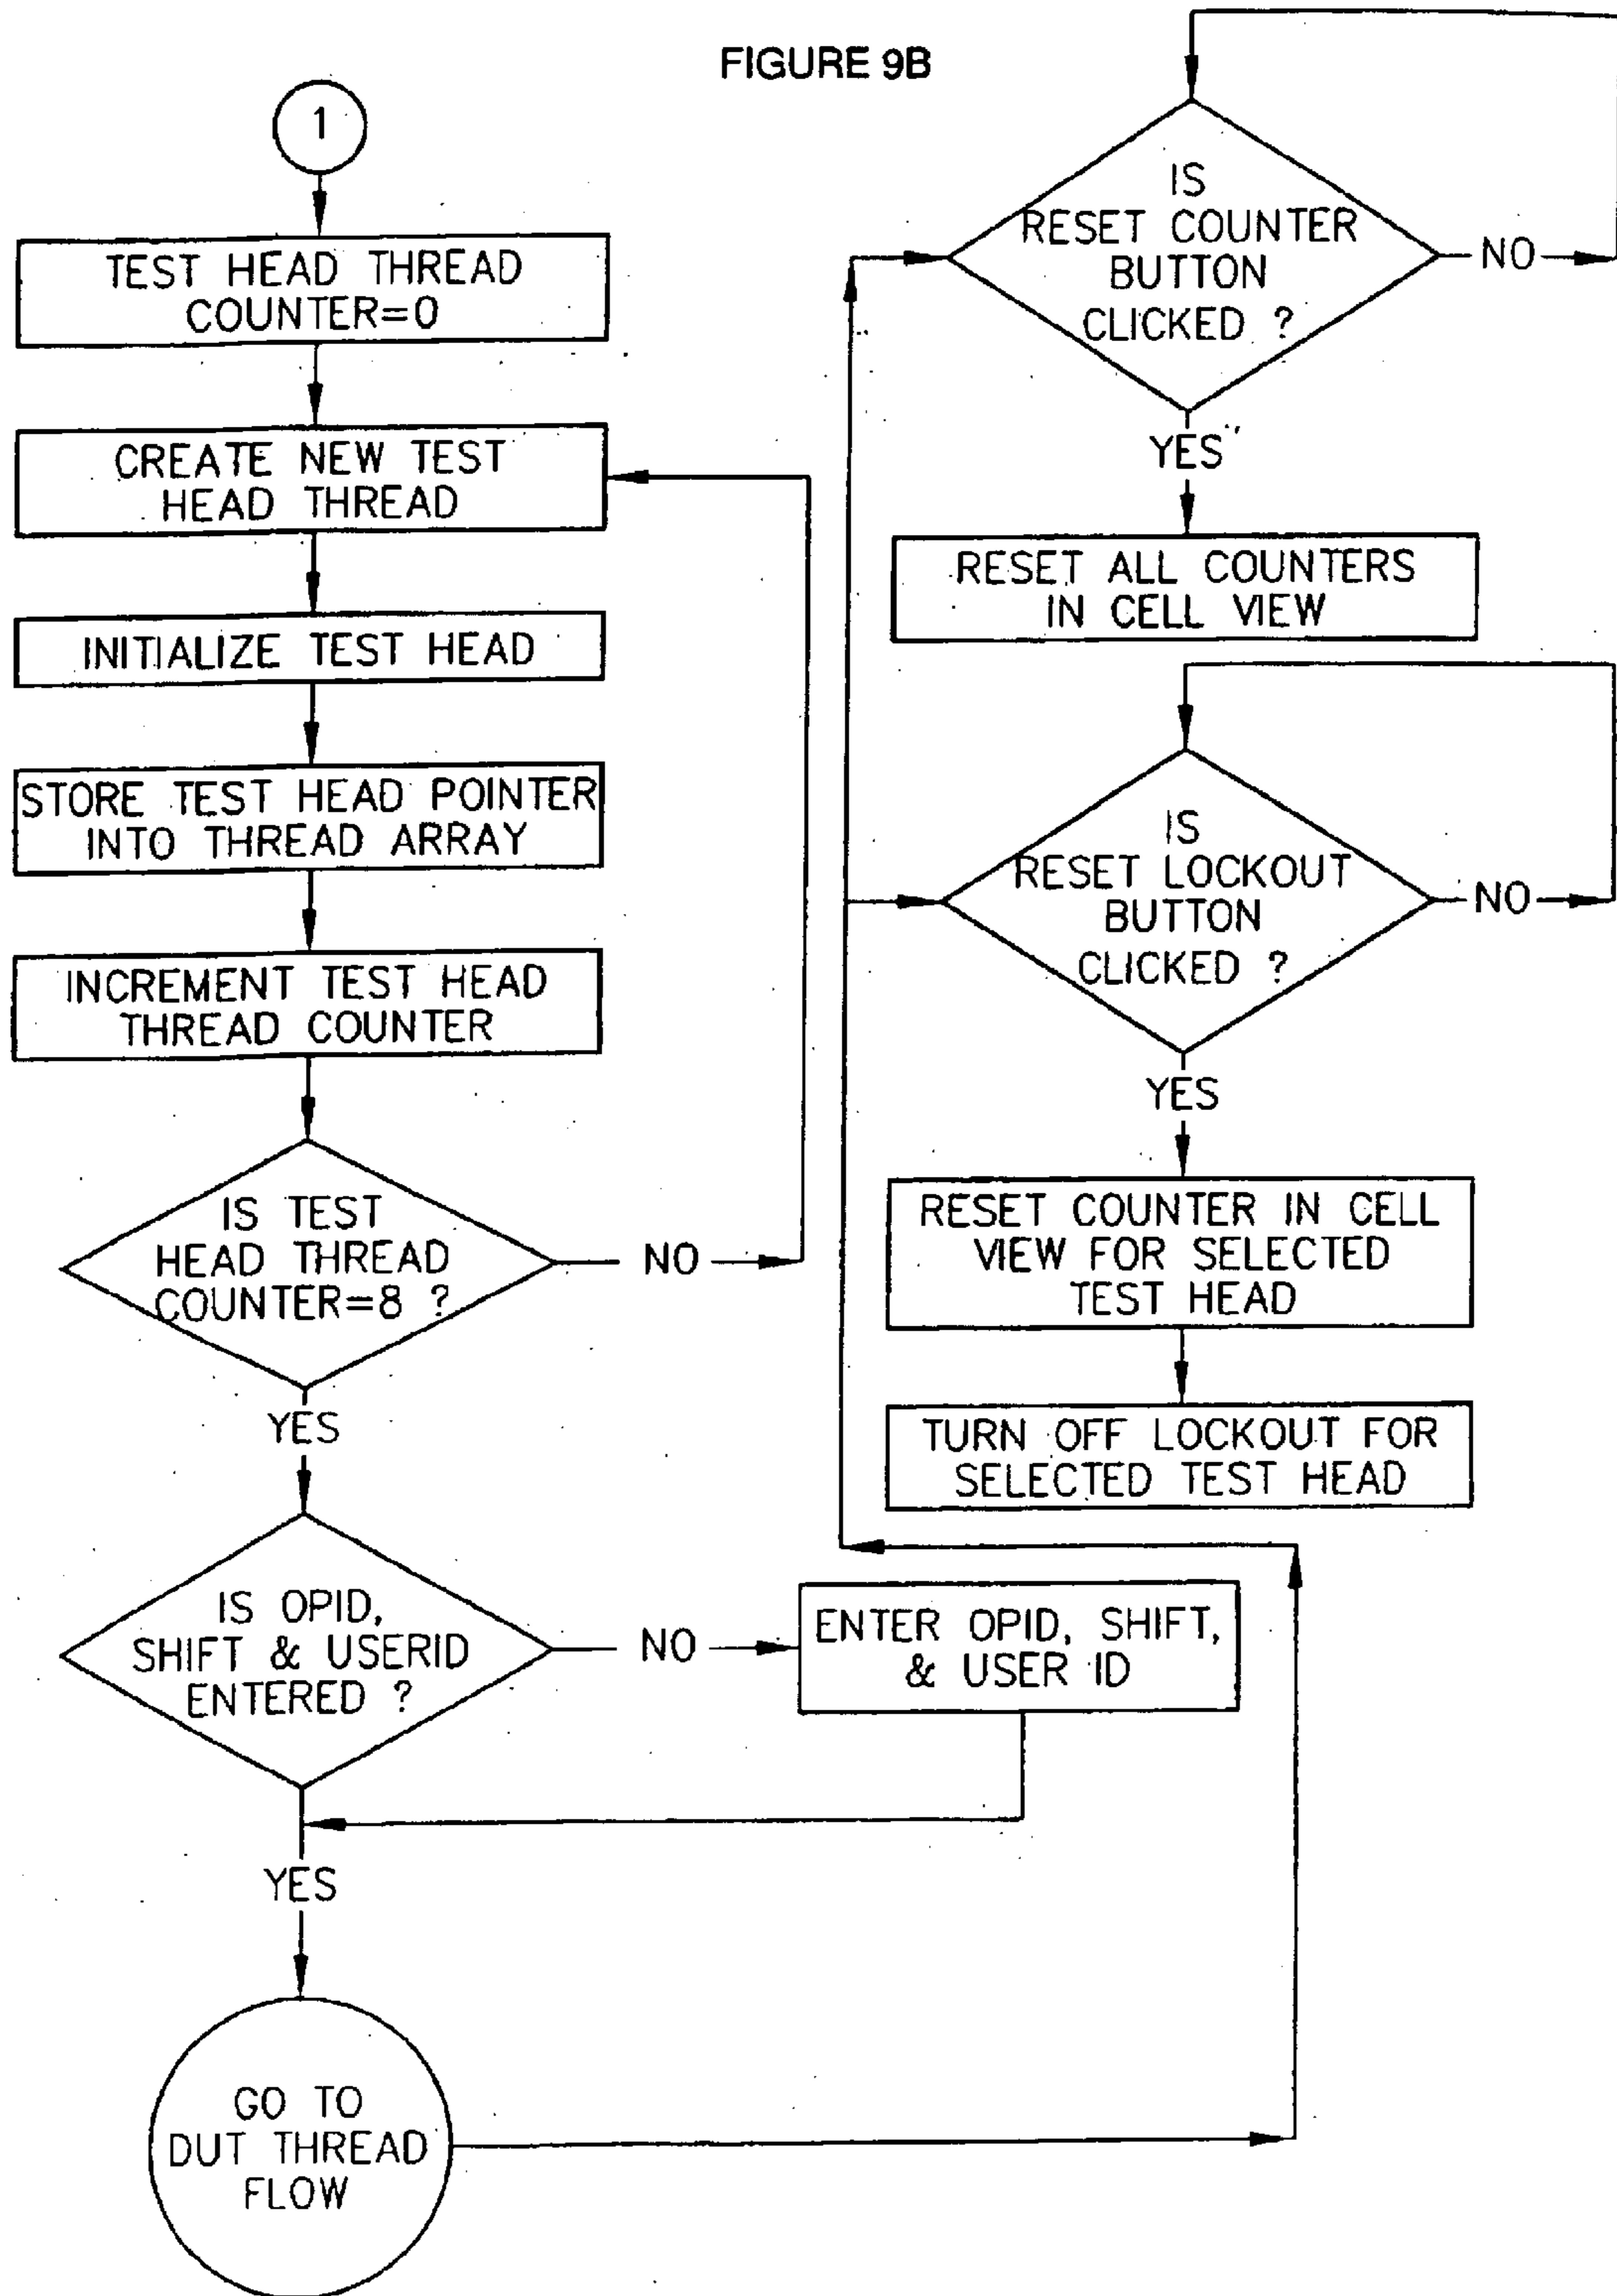 FIGURE 9B
1
TEST HEAD THREAD
COUNTER=0
CREATE NEW TEST
HEAD THREAD
INITIALIZE TEST HEAD
STORE TEST HEAD POINTER
INTO THREAD ARRAY
INCREMENT TEST HEAD
THREAD COUNTER
IS TEST
HEAD THREAD
COUNTER=8 ?
NO
YES
IS OPID,
SHIFT & USERID
ENTERED ?
NO
ENTER OPID, SHIFT,
& USER ID
YES
GO TO
DUT THREAD
FLOW
IS
RESET COUNTER
BUTTON
CLICKED ?
NO
YES
RESET ALL COUNTERS
IN CELL VIEW
IS
RESET LOCKOUT
BUTTON
CLICKED ?
NO
YES
RESET COUNTER IN CELL
VIEW FOR SELECTED
TEST HEAD
TURN OFF LOCKOUT FOR
SELECTED TEST HEAD